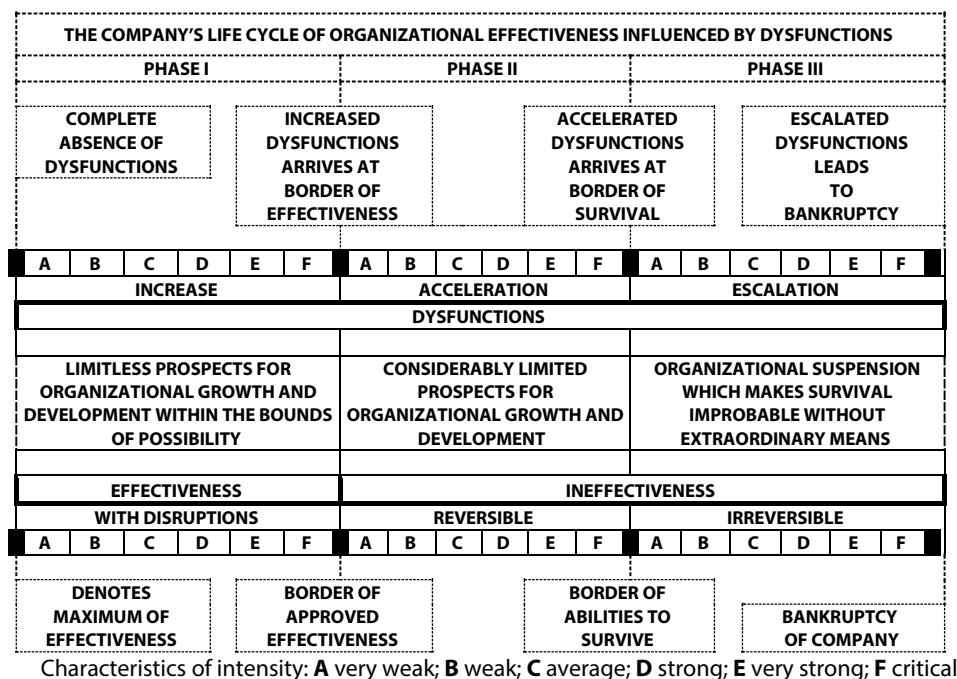 THE COMPANY'S LIFE CYCLE OF ORGANIZATIONAL EFFECTIVENESS INFLUENCED BY DYSFUNCTIONS
PHASE I PHASE II PHASE III
COMPLETE
ABSENCE OF
DYSFUNCTIONS
INCREASED
DYSFUNCTIONS
ARRIVES AT
BORDER OF
EFFECTIVENESS
ACCELERATED
DYSFUNCTIONS
ARRIVES AT
BORDER OF
SURVIVAL
ESCALATED
DYSFUNCTIONS
LEADS
TO
BANKRUPTCY
A B C D E F A B C D E F A B C D E F
INCREASE ACCELERATION ESCALATION
DYSFUNCTIONS
LIMITLESS PROSPECTS FOR
ORGANIZATIONAL GROWTH AND
DEVELOPMENT WITHIN THE BOUNDS
OF POSSIBILITY
CONSIDERABLY LIMITED
PROSPECTS FOR
ORGANIZATIONAL GROWTH AND
DEVELOPMENT
ORGANIZATIONAL SUSPENSION
WHICH MAKES SURVIVAL
IMPROBABLE WITHOUT
EXTRAORDINARY MEANS
EFFECTIVENESS INEFFECTIVENESS
WITH DISRUPTIONS REVERSIBLE IRREVERSIBLE
A B C D E F A B C D E F A B C D E F
DENOTES
MAXIMUM OF
EFFECTIVENESS
BORDER OF
APPROVED
EFFECTIVENESS
BORDER OF
ABILITIES TO
SURVIVE
BANKRUPTCY
OF COMPANY
Characteristics of intensity: A very weak; B weak; C average; D strong; E very strong; F critical